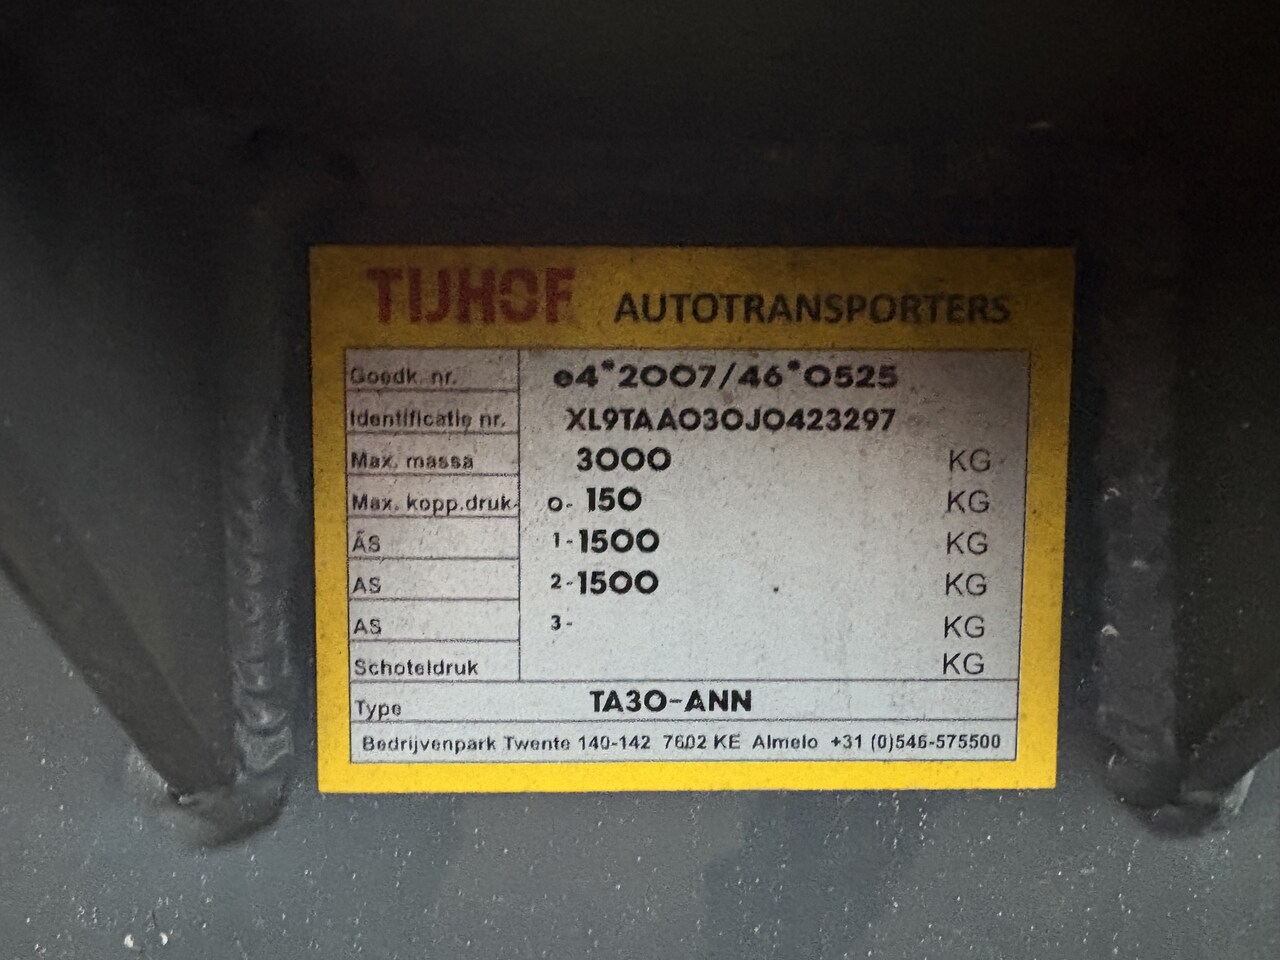 TIJHOF AUTOTRANSPORTERS
Goedk. nr. e4*2007/46*0525
Identificatie nr. XL9TAA030J0423297
Max. massa 3000 KG
Max. kopp.druk 0- 150 KG
AS 1-1500 KG
AS 2-1500 KG
AS 3- KG
Schoteldruk KG
Type TA30-ANN
Bedrijvenpark Twente 140-142 7602 KE Almelo +31 (0)546-575500